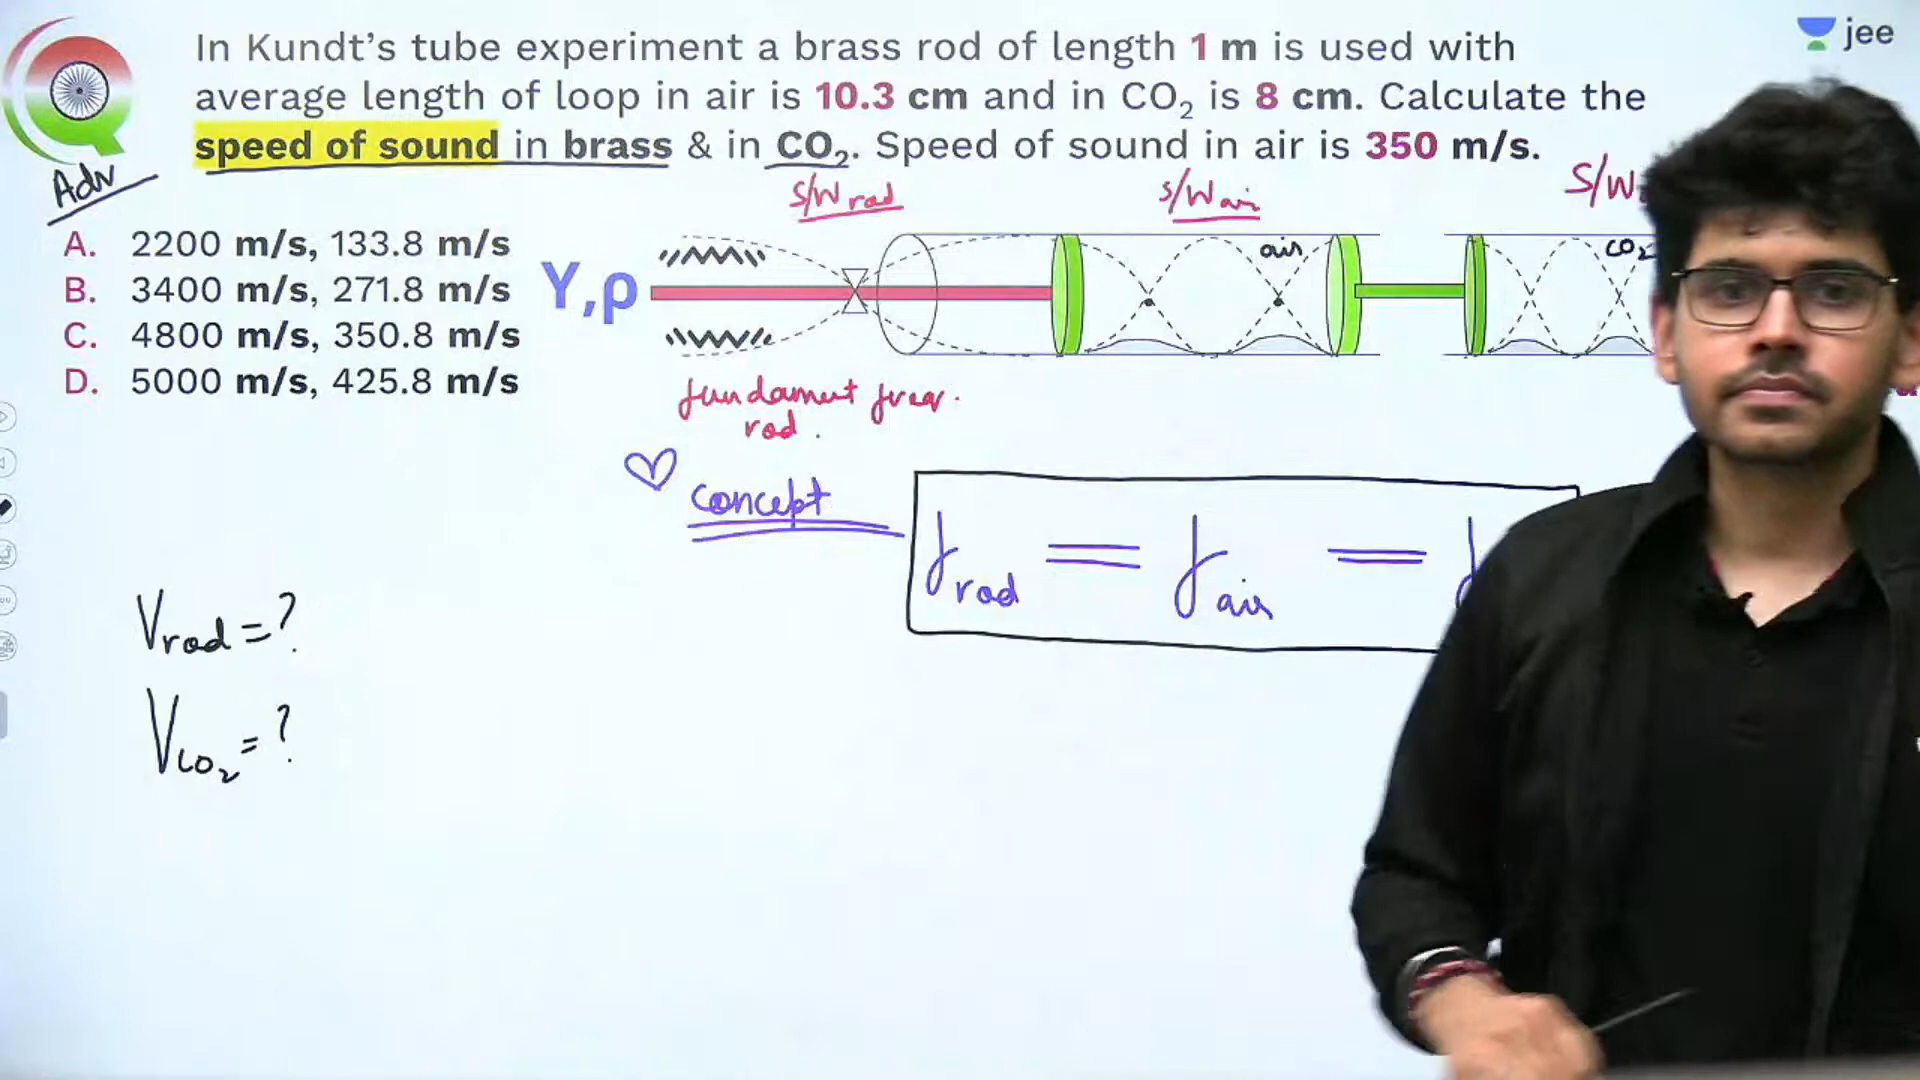 In Kundt's tube experiment a brass rod of length 1 m is used with
average length of loop in air is 10.3 cm and in CO₂ is 8 cm. Calculate the
speed of sound in brass & in CO₂. Speed of sound in air is 350 m/s.
jee
Adv
A. 2200 m/s, 133.8 m/s
B. 3400 m/s, 271.8 m/s
C. 4800 m/s, 350.8 m/s
D. 5000 m/s, 425.8 m/s
S/W rod
S/W air
S/W
Y,ρ
air
CO₂
fundament freq.
rod.
concept
f rod = f air =
V rod = ?
V CO₂ = ?